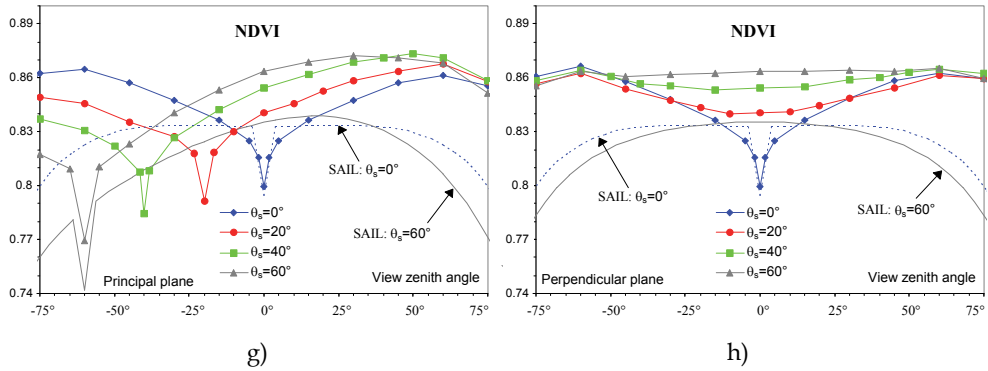 NDVI
0.89
0.86
0.83
0.8
0.77
0.74
SAIL: θs=0°
SAIL: θs=60°
θs=0°
θs=20°
θs=40°
θs=60°
Principal plane
View zenith angle
-75° -50° -25° 0° 25° 50° 75°
g)
NDVI
0.89
0.86
0.83
0.8
0.77
0.74
SAIL: θs=0°
SAIL: θs=60°
θs=0°
θs=20°
θs=40°
θs=60°
Perpendicular plane
View zenith angle
-75° -50° -25° 0° 25° 50° 75°
h)